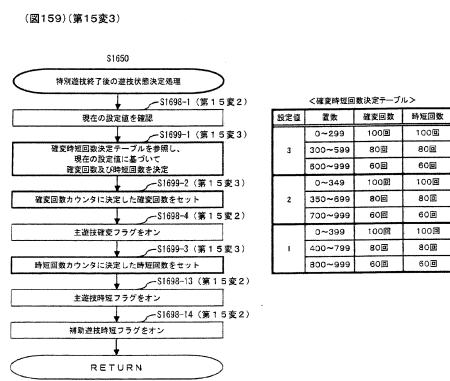 (図159)(第15変3)
S1650
特別遊技終了後の遊技状態決定処理
S1698-1 (第15変2)
現在の設定値を確認
S1699-1 (第15変3)
確変時短回数決定テーブルを参照し、
現在の設定値に基づいて
確変回数及び時短回数を決定
S1699-2 (第15変3)
確変回数カウンタに決定した確変回数をセット
S1698-4 (第15変2)
主遊技確変フラグをオン
S1699-3 (第15変3)
時短回数カウンタに決定した時短回数をセット
S1698-13 (第15変2)
主遊技時短フラグをオン
S1698-14 (第15変2)
補助遊技時短フラグをオン
RETURN
<確変時短回数決定テーブル>
設定値 置数 確変回数 時短回数
3 0~299 100回 100回
300~599 80回 80回
600~999 60回 60回
2 0~349 100回 100回
350~699 80回 80回
700~999 60回 60回
1 0~399 100回 100回
400~799 80回 80回
800~999 60回 60回